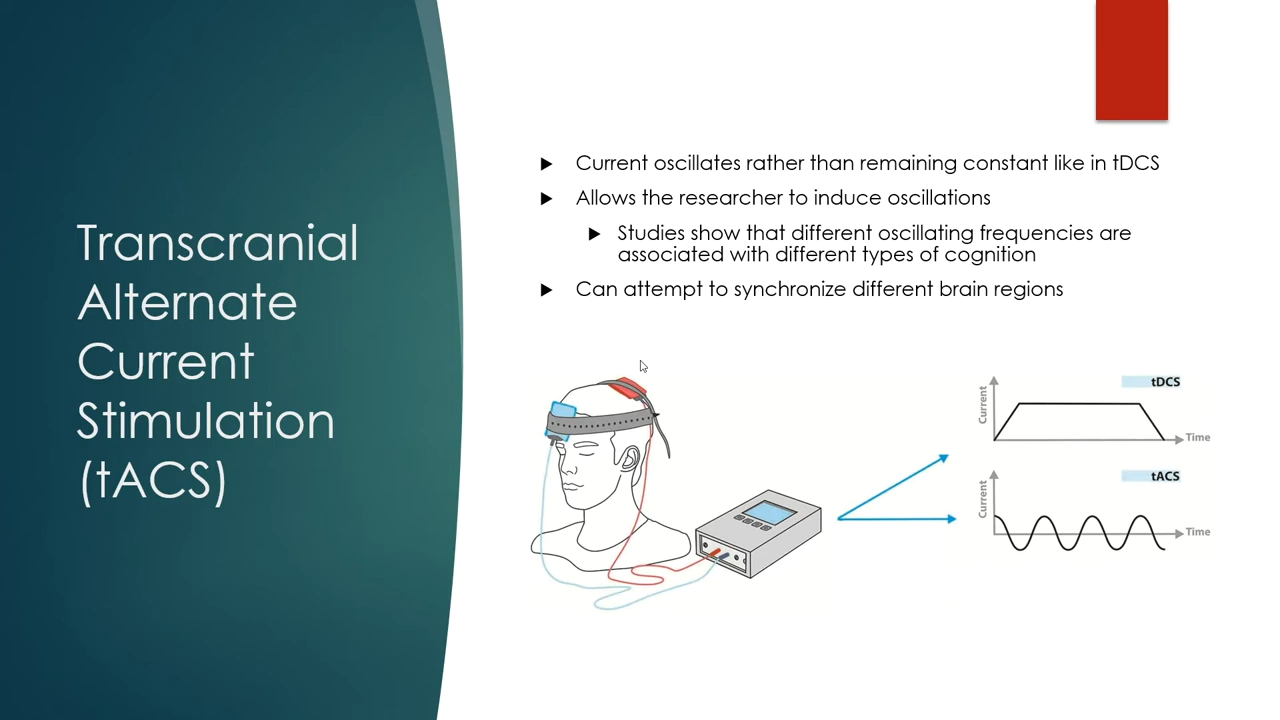 Transcranial
Alternate
Current
Stimulation
(tACS)
Current oscillates rather than remaining constant like in tDCS
Allows the researcher to induce oscillations
Studies show that different oscillating frequencies are
associated with different types of cognition
Can attempt to synchronize different brain regions
tDCS
Current
Time
tACS
Current
Time